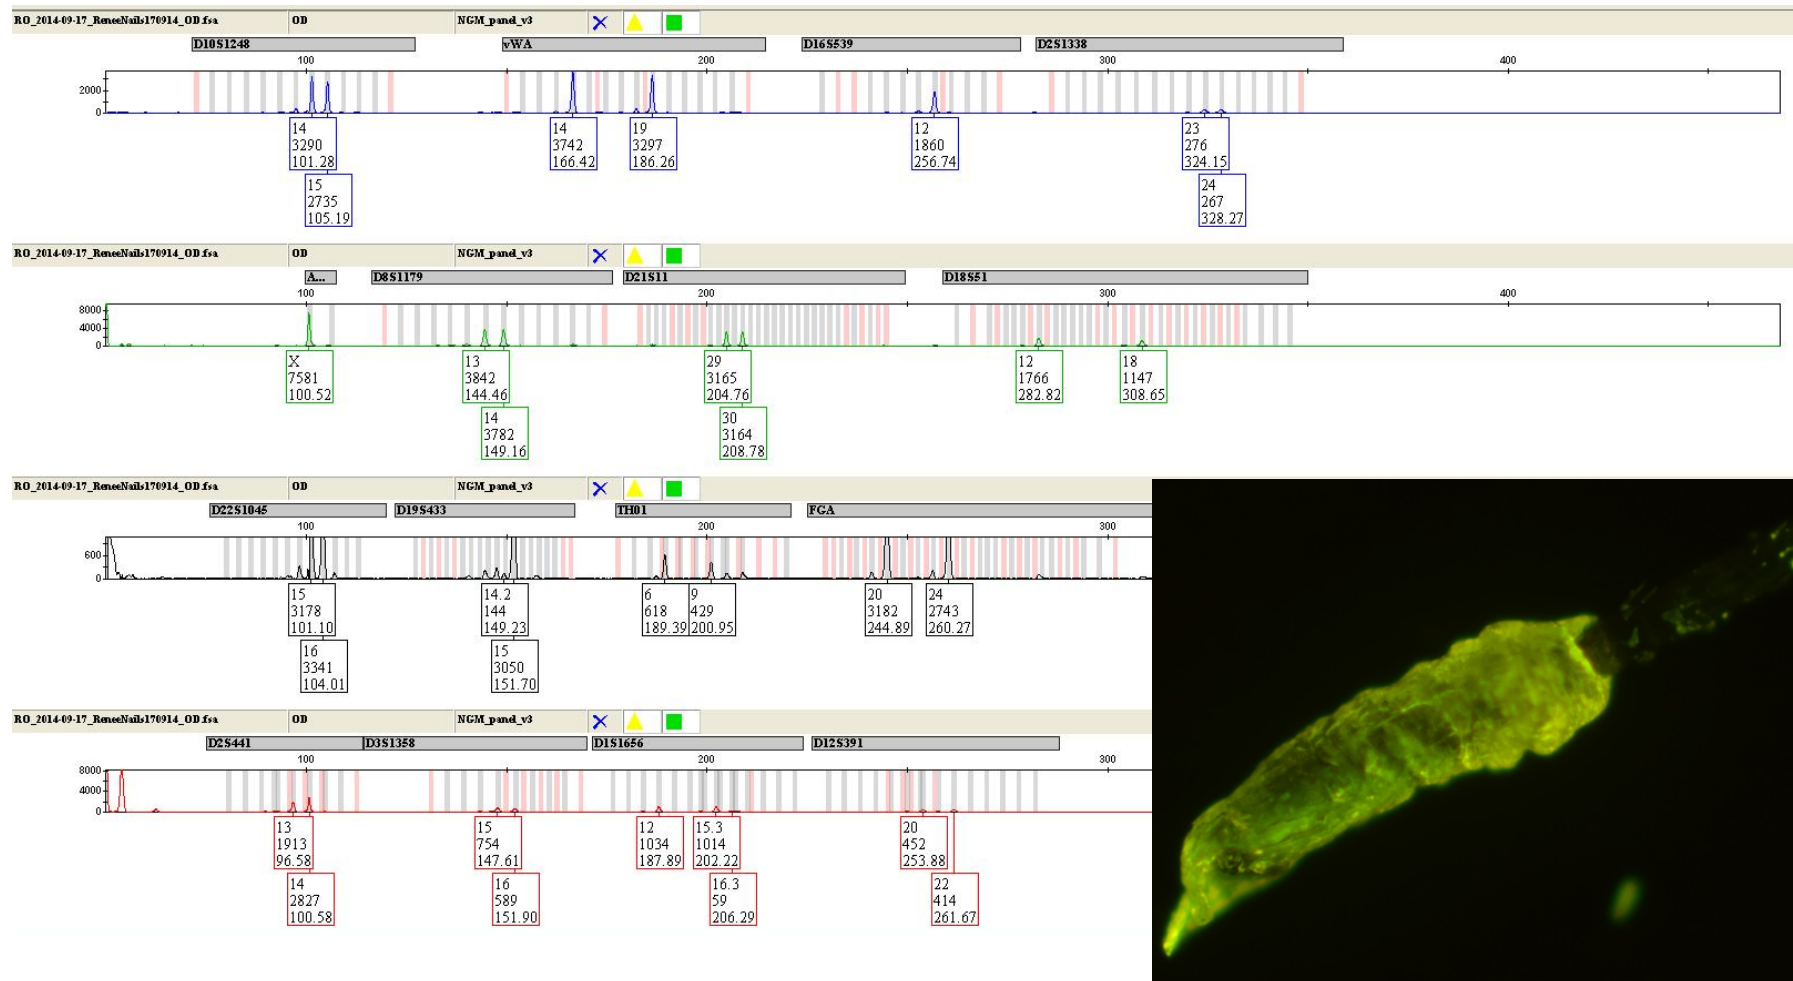 RO_2014-09-17_ReneeNails170914_OD.fsa OD NGM_panel_v3
D10S1248 vWA D16S539 D2S1338
100 200 300 400
2000
0
14 14 19 12 23
3290 3742 3297 1860 276
101.28 166.42 186.26 256.74 324.15
15 24
2735 267
105.19 328.27
RO_2014-09-17_ReneeNails170914_OD.fsa OD NGM_panel_v3
A... D8S1179 D21S11 D18S51
100 200 300 400
8000
4000
0
X 13 29 12 18
7581 3842 3165 1766 1147
100.52 144.46 204.76 282.82 308.65
14 30
3782 3164
149.16 208.78
RO_2014-09-17_ReneeNails170914_OD.fsa OD NGM_panel_v3
D22S1045 D19S433 TH01 FGA
100 200 300
600
0
15 14.2 6 9 20 24
3178 144 618 429 3182 2743
101.10 149.23 189.39 200.95 244.89 260.27
16 15
3341 3050
104.01 151.70
RO_2014-09-17_ReneeNails170914_OD.fsa OD NGM_panel_v3
D2S441 D3S1358 D1S1656 D12S391
100 200 300
8000
4000
0
13 15 12 15.3 20
1913 754 1034 1014 452
96.58 147.61 187.89 202.22 253.88
14 16 16.3 22
2827 589 59 414
100.58 151.90 206.29 261.67